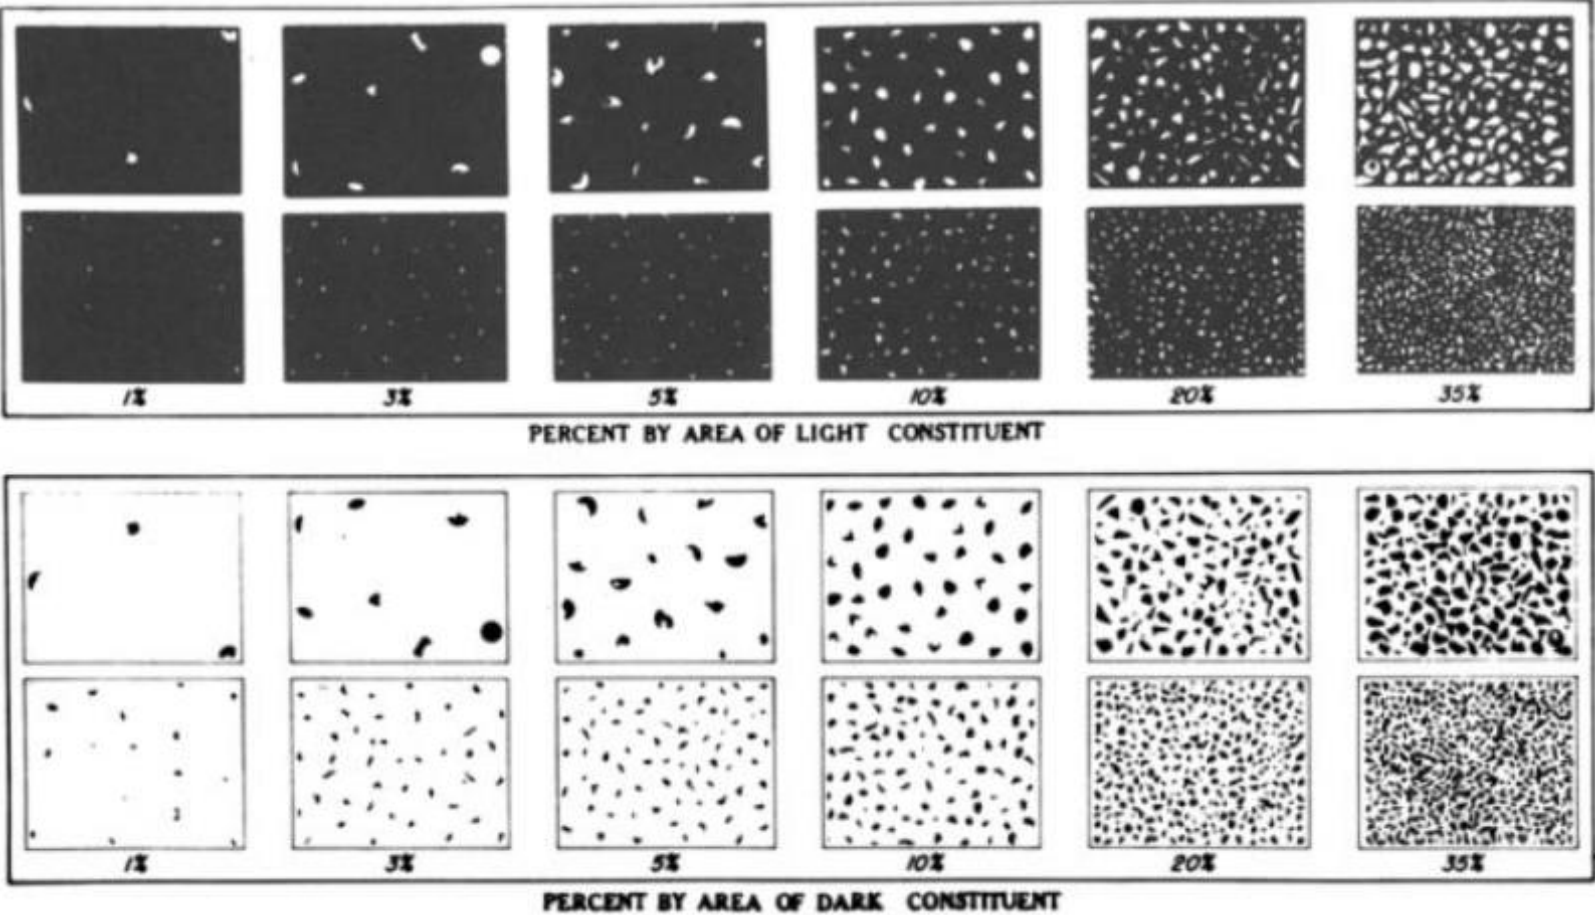 1% 3% 5% 10% 20% 35%
PERCENT BY AREA OF LIGHT CONSTITUENT
1% 3% 5% 10% 20% 35%
PERCENT BY AREA OF DARK CONSTITUENT